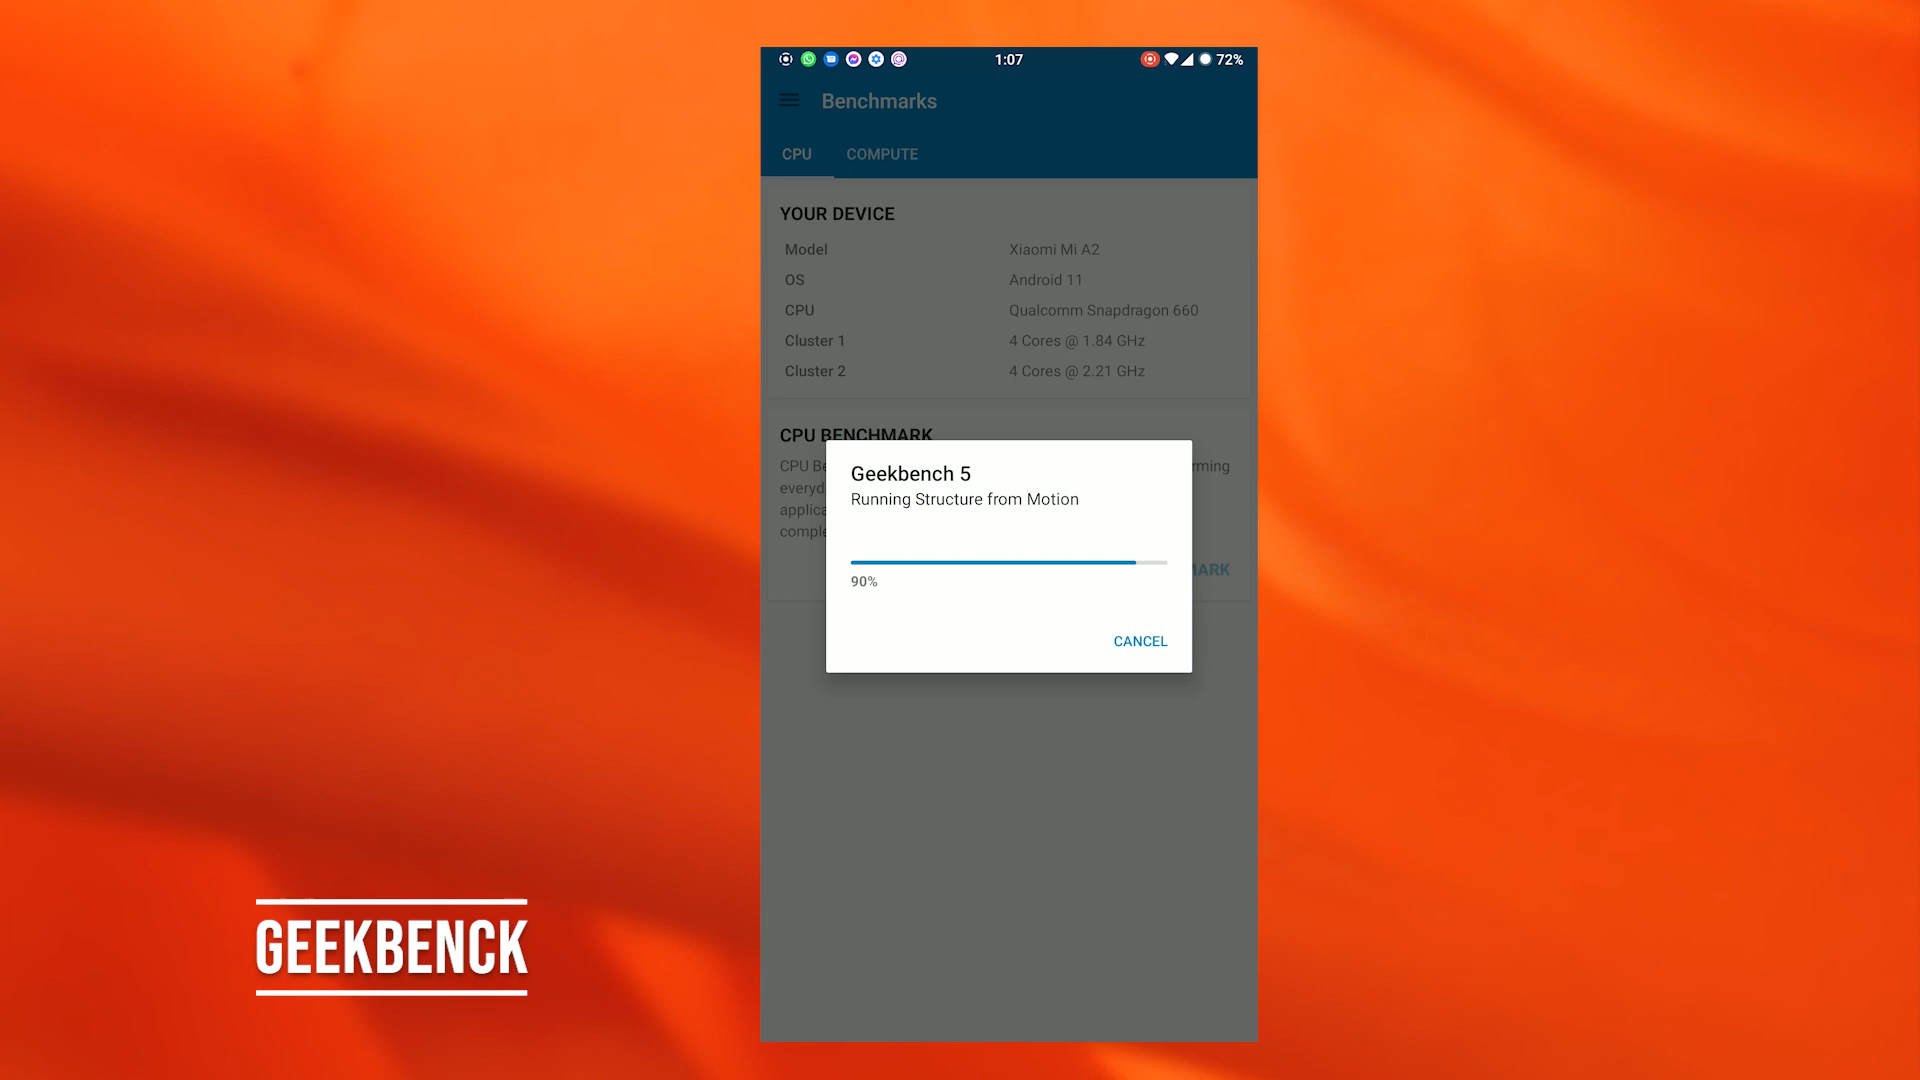 1:07
72%
Benchmarks
CPU COMPUTE
YOUR DEVICE
Model Xiaomi Mi A2
OS Android 11
CPU Qualcomm Snapdragon 660
Cluster 1 4 Cores @ 1.84 GHz
Cluster 2 4 Cores @ 2.21 GHz
CPU BENCHMARK
Geekbench 5
Running Structure from Motion
90%
CANCEL
GEEKBENCK